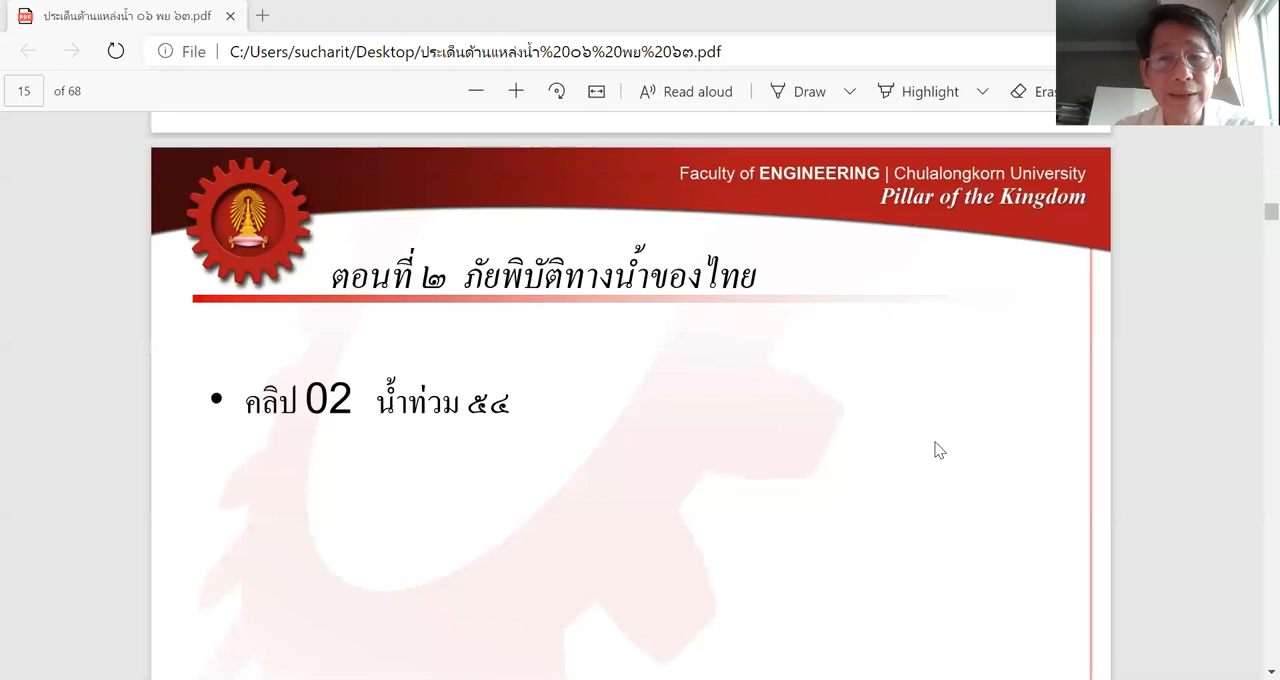 ประเด็นด้านแหล่งน้ำ ๐๖ พย ๖๓.pdf
File
C:/Users/sucharit/Desktop/ประเด็นด้านแหล่งน้ำ%20๐๖%20พย%20๖๓.pdf
15 of 68
Read aloud
Draw
Highlight
Faculty of ENGINEERING | Chulalongkorn University
Pillar of the Kingdom
ตอนที่ ๒ ภัยพิบัติทางน้ำของไทย
• คลิป 02 น้ำท่วม ๕๔